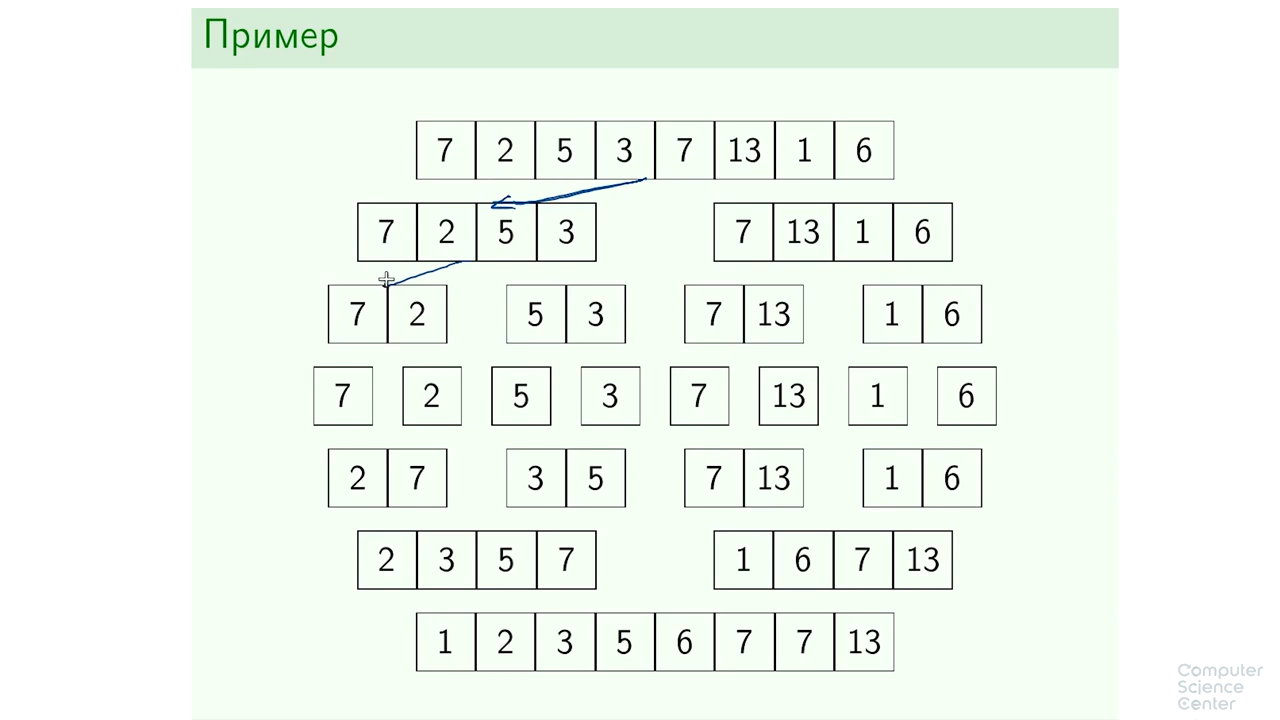 Пример
7 2 5 3 7 13 1 6
7 2 5 3 7 13 1 6
7 2 5 3 7 13 1 6
7 2 5 3 7 13 1 6
2 7 3 5 7 13 1 6
2 3 5 7 1 6 7 13
1 2 3 5 6 7 7 13
Computer
Science
Center